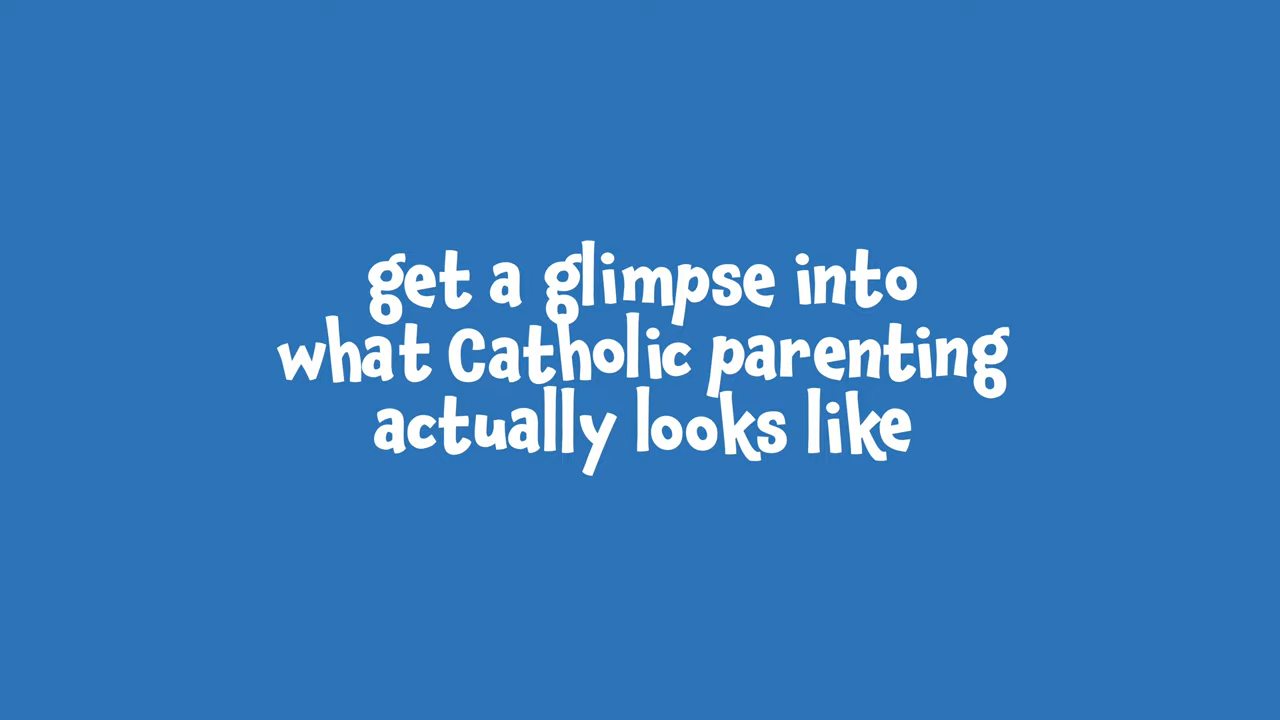 get a glimpse into
what Catholic parenting
actually looks like